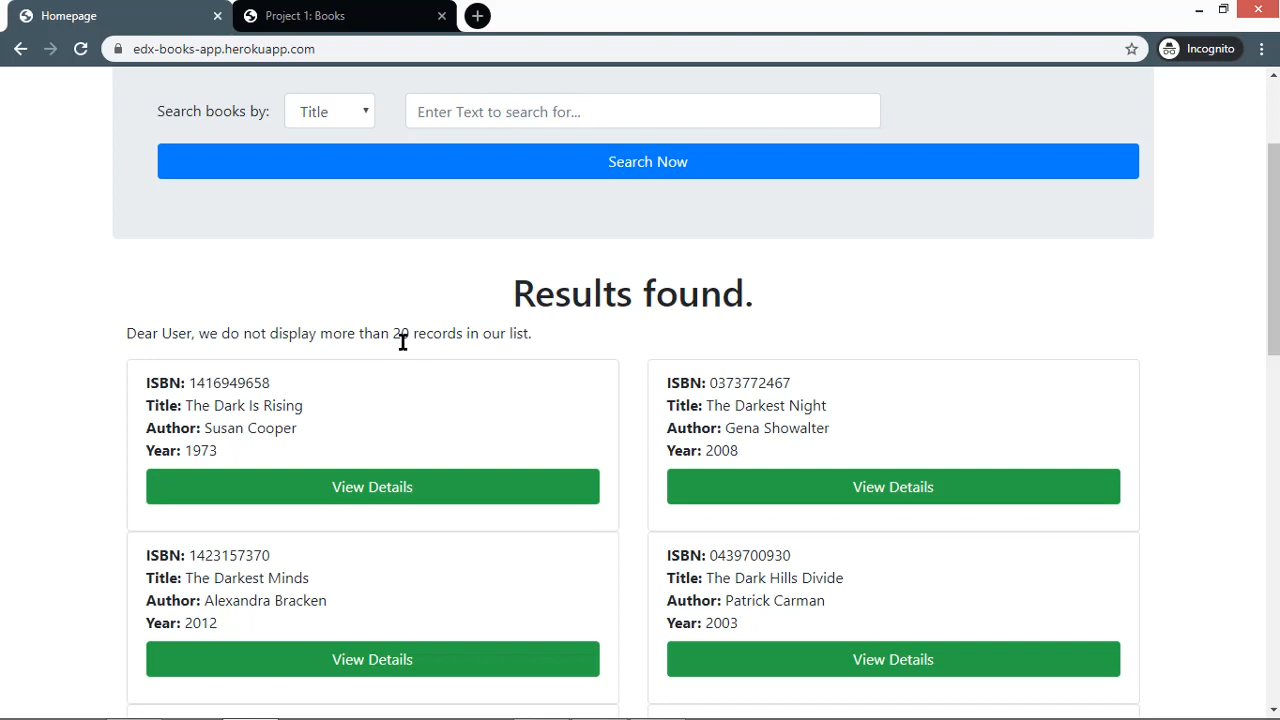 Homepage
Project 1: Books
edx-books-app.herokuapp.com
Incognito
Search books by:
Title
Enter Text to search for...
Search Now
Results found.
Dear User, we do not display more than 20 records in our list.
ISBN: 1416949658
Title: The Dark Is Rising
Author: Susan Cooper
Year: 1973
View Details
ISBN: 0373772467
Title: The Darkest Night
Author: Gena Showalter
Year: 2008
View Details
ISBN: 1423157370
Title: The Darkest Minds
Author: Alexandra Bracken
Year: 2012
View Details
ISBN: 0439700930
Title: The Dark Hills Divide
Author: Patrick Carman
Year: 2003
View Details